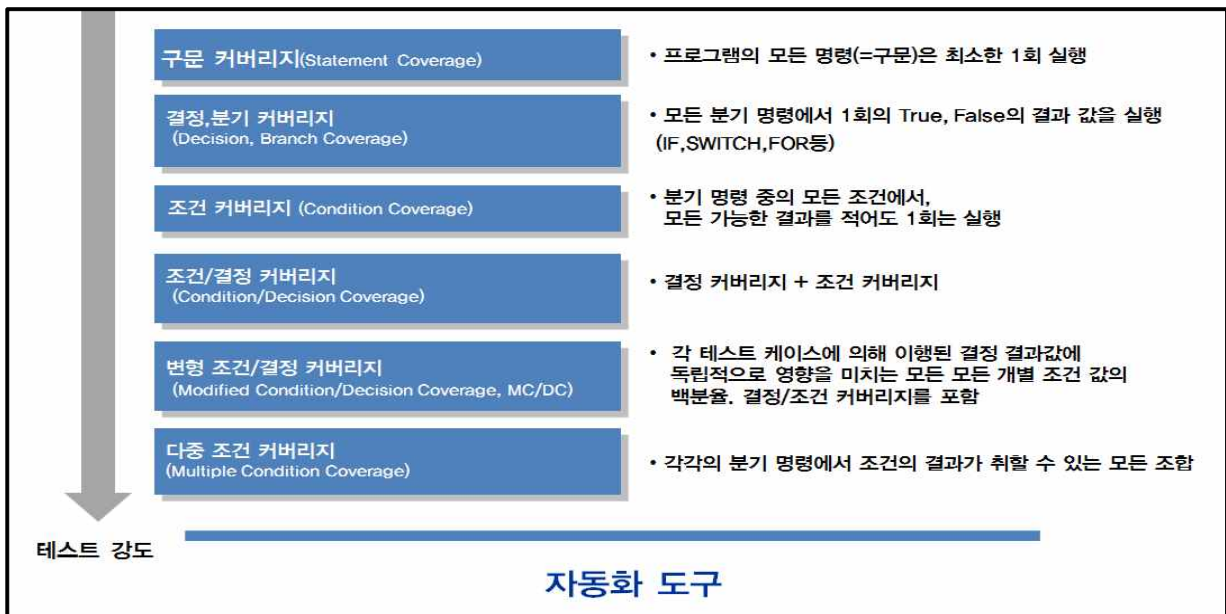 구문 커버리지(Statement Coverage)
• 프로그램의 모든 명령(=구문)은 최소한 1회 실행
결정,분기 커버리지
(Decision, Branch Coverage)
• 모든 분기 명령에서 1회의 True, False의 결과 값을 실행
(IF,SWITCH,FOR등)
조건 커버리지 (Condition Coverage)
• 분기 명령 중의 모든 조건에서,
모든 가능한 결과를 적어도 1회는 실행
조건/결정 커버리지
(Condition/Decision Coverage)
• 결정 커버리지 + 조건 커버리지
변형 조건/결정 커버리지
(Modified Condition/Decision Coverage, MC/DC)
• 각 테스트 케이스에 의해 이행된 결정 결과값에
독립적으로 영향을 미치는 모든 모든 개별 조건 값의
백분율. 결정/조건 커버리지를 포함
다중 조건 커버리지
(Multiple Condition Coverage)
• 각각의 분기 명령에서 조건의 결과가 취할 수 있는 모든 조합
테스트 강도
자동화 도구